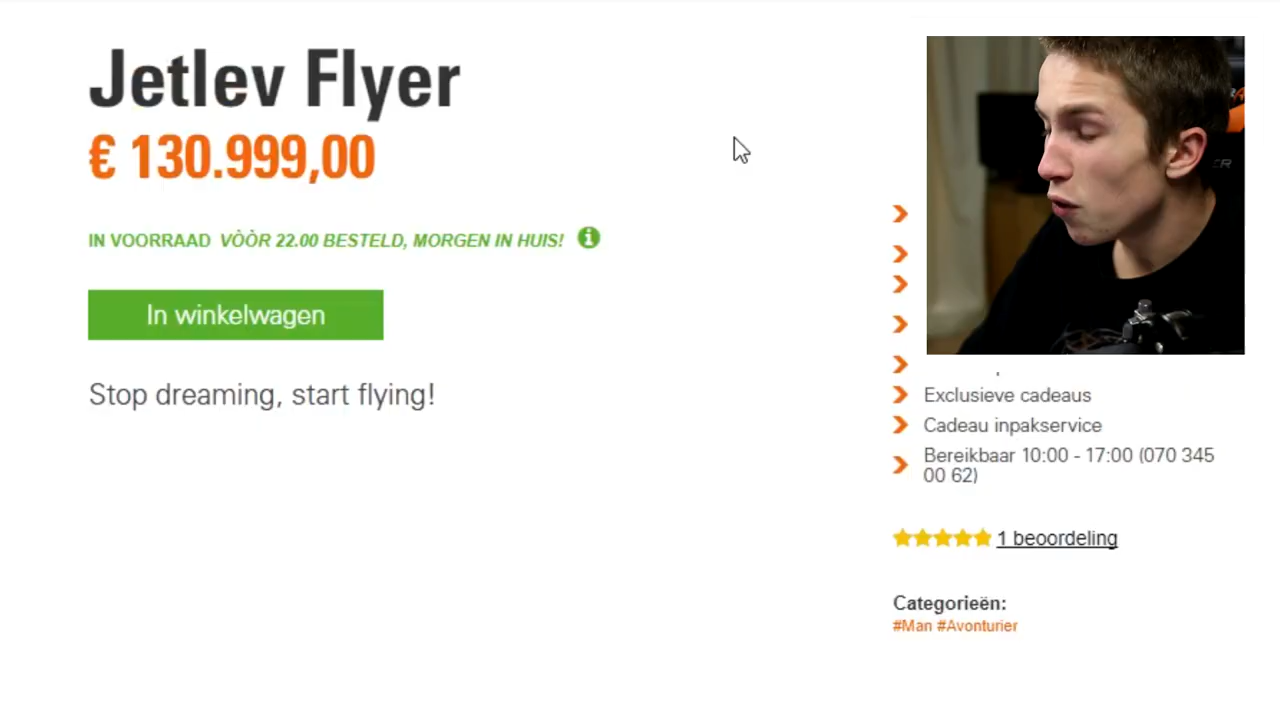 Jetlev Flyer
€ 130.999,00
IN VOORRAAD VÒÒR 22.00 BESTELD, MORGEN IN HUIS!
In winkelwagen
Stop dreaming, start flying!
Exclusieve cadeaus
Cadeau inpakservice
Bereikbaar 10:00 - 17:00 (070 345
00 62)
1 beoordeling
Categorieën:
#Man #Avonturier